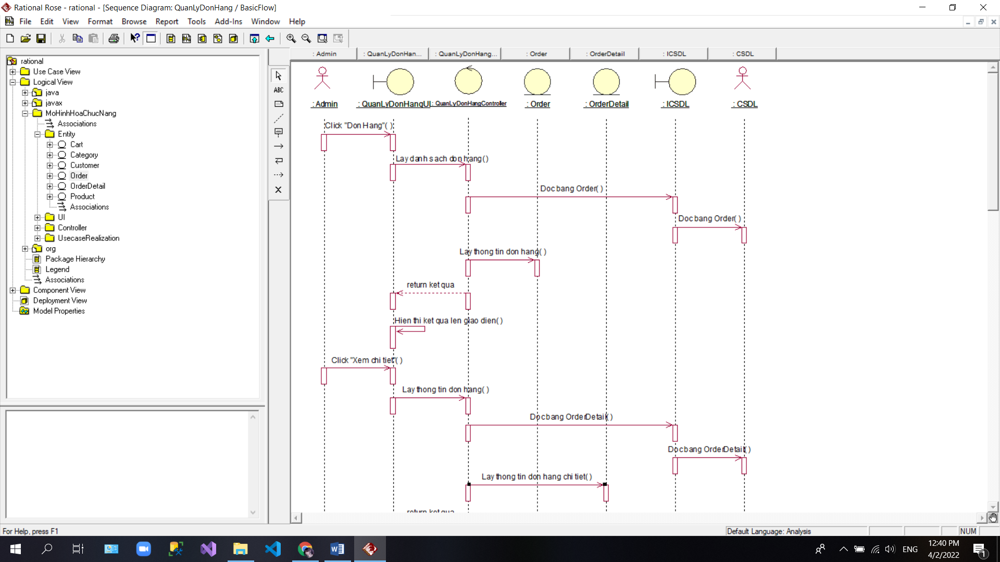 Rational Rose - rational - [Sequence Diagram: QuanLyDonHang / BasicFlow]
File Edit View Format Browse Report Tools Add-Ins Window Help
: Admin : QuanLyDonHan... : QuanLyDonHang... : Order : OrderDetail : ICSDL : CSDL
rational
Use Case View
Logical View
java
javax
MoHinhHoaChucNang
Associations
Entity
Cart
Category
Customer
Order
OrderDetail
Product
Associations
UI
Controller
UsecaseRealization
org
Package Hierarchy
Legend
Associations
Component View
Deployment View
Model Properties
ABC
: Admin : QuanLyDonHangUI : QuanLyDonHangController : Order : OrderDetail : ICSDL : CSDL
Click "Don Hang"( )
Lay danh sach don hang()
Doc bang Order( )
Doc bang Order( )
Lay thong tin don hang( )
return ket qua
Hien thi ket qua len giao dien( )
Click "Xem chi tiet"( )
Lay thong tin don hang( )
Doc bang OrderDetail( )
Doc bang OrderDetail( )
Lay thong tin don hang chi tiet( )
return ket qua
For Help, press F1
Default Language: Analysis
NUM
ENG
12:40 PM
4/2/2022
1